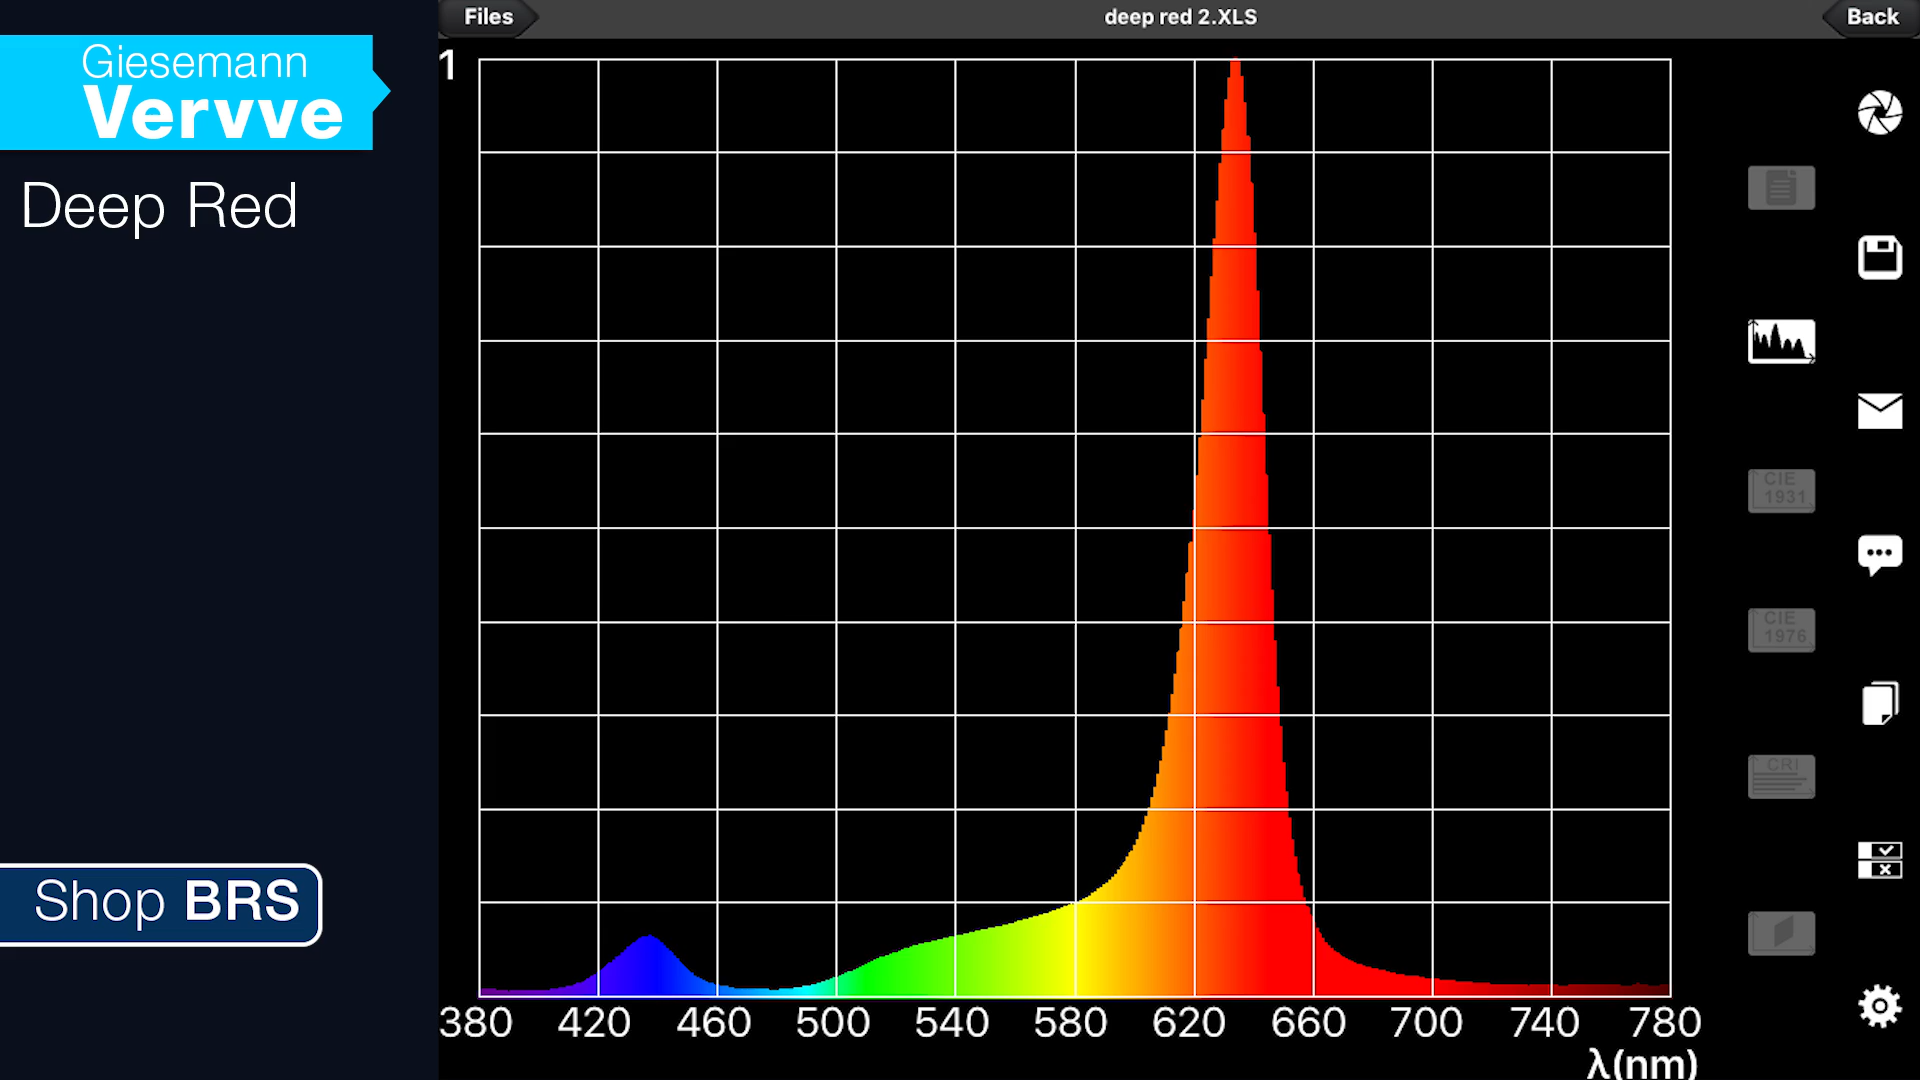 Files
deep red 2.XLS
Back
Giesemann
Vervve
Deep Red
1
CIE
1931
CIE
1976
CRI
Shop BRS
380 420 460 500 540 580 620 660 700 740 780
λ(nm)